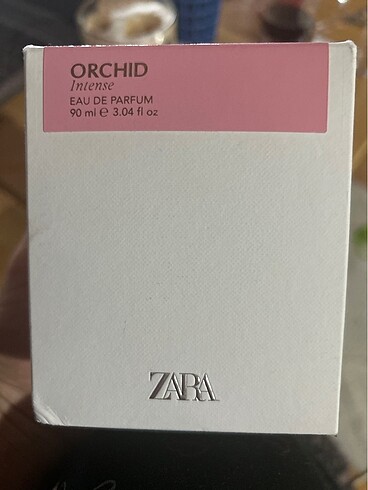 ORCHID
Intense
EAU DE PARFUM
90 ml e 3.04 fl oz
ZARA